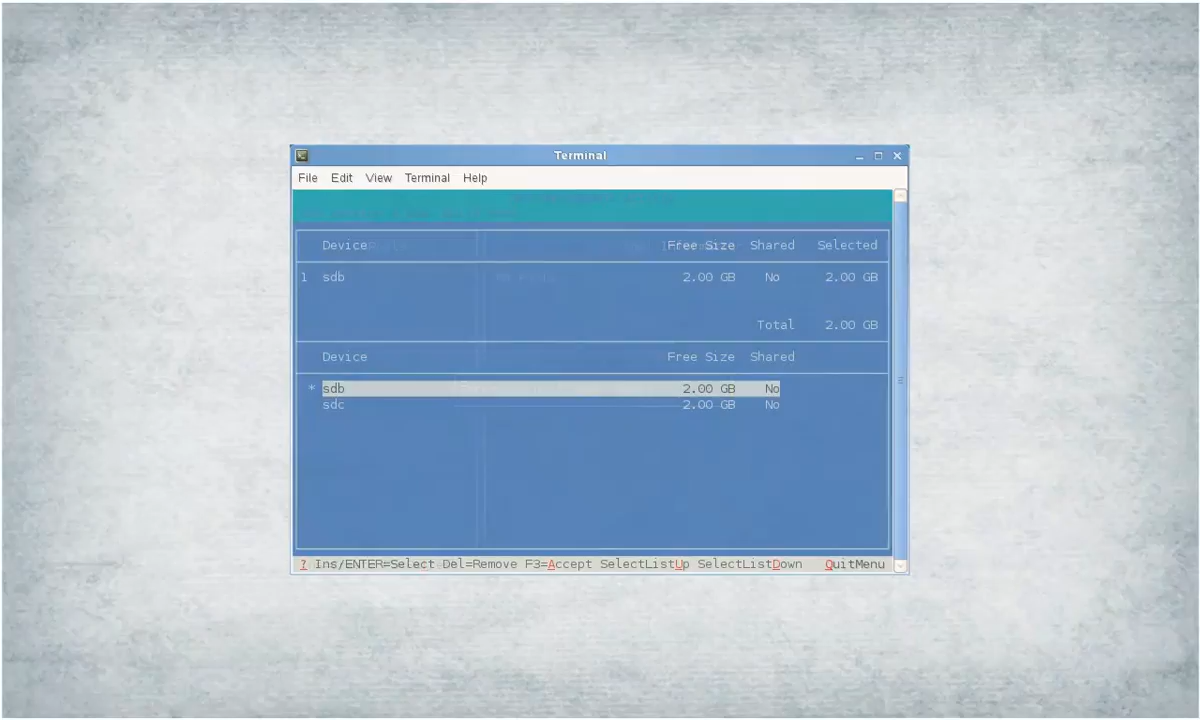 Terminal
File Edit View Terminal Help
Device Free Size Shared Selected
1 sdb 2.00 GB No 2.00 GB
Total 2.00 GB
Device Free Size Shared
* sdb 2.00 GB No
sdc 2.00 GB No
? Ins/ENTER=Select Del=Remove F3=Accept SelectListUp SelectListDown QuitMenu